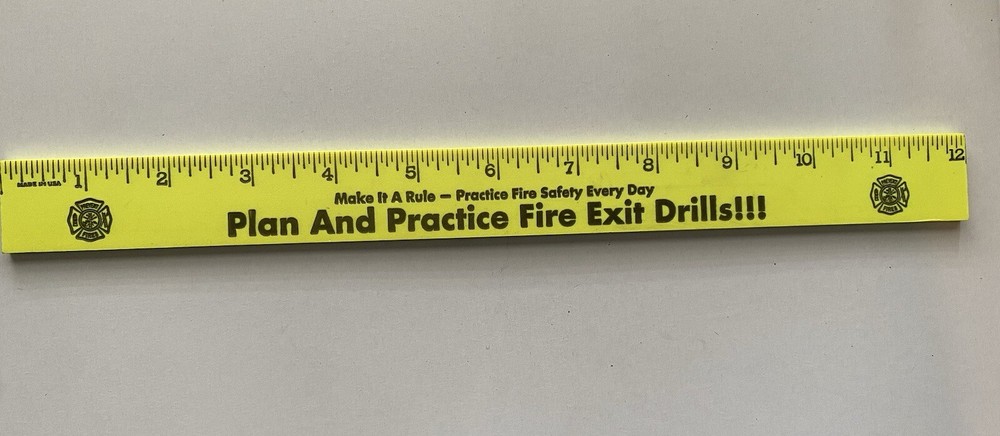 1 2 3 4 5 6 7 8 9 10 11 12
MADE IN USA
Make It A Rule – Practice Fire Safety Every Day
Plan And Practice Fire Exit Drills!!!